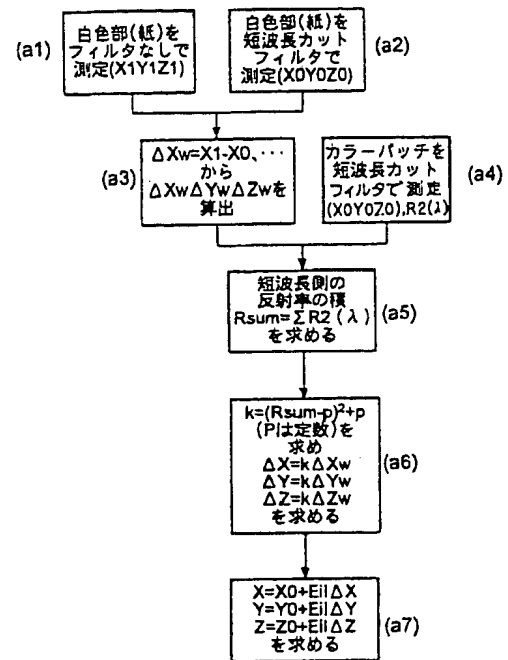 (a1)
白色部(紙)を
フィルタなしで
測定(X1Y1Z1)
白色部(紙)を
短波長カット
フィルタで
測定(X0Y0Z0)
(a2)
(a3)
ΔXw=X1-X0、…
から
ΔXwΔYwΔZwを
算出
カラーパッチを
短波長カット
フィルタで測定
(X0Y0Z0),R2(λ)
(a4)
短波長側の
反射率の積
Rsum=ΣR2(λ)
を求める
(a5)
k=(Rsum-p)²+p
(Pは定数)を
求め
ΔX=kΔXw
ΔY=kΔYw
ΔZ=kΔZw
を求める
(a6)
X=X0+EilΔX
Y=Y0+EilΔY
Z=Z0+EilΔZ
を求める
(a7)